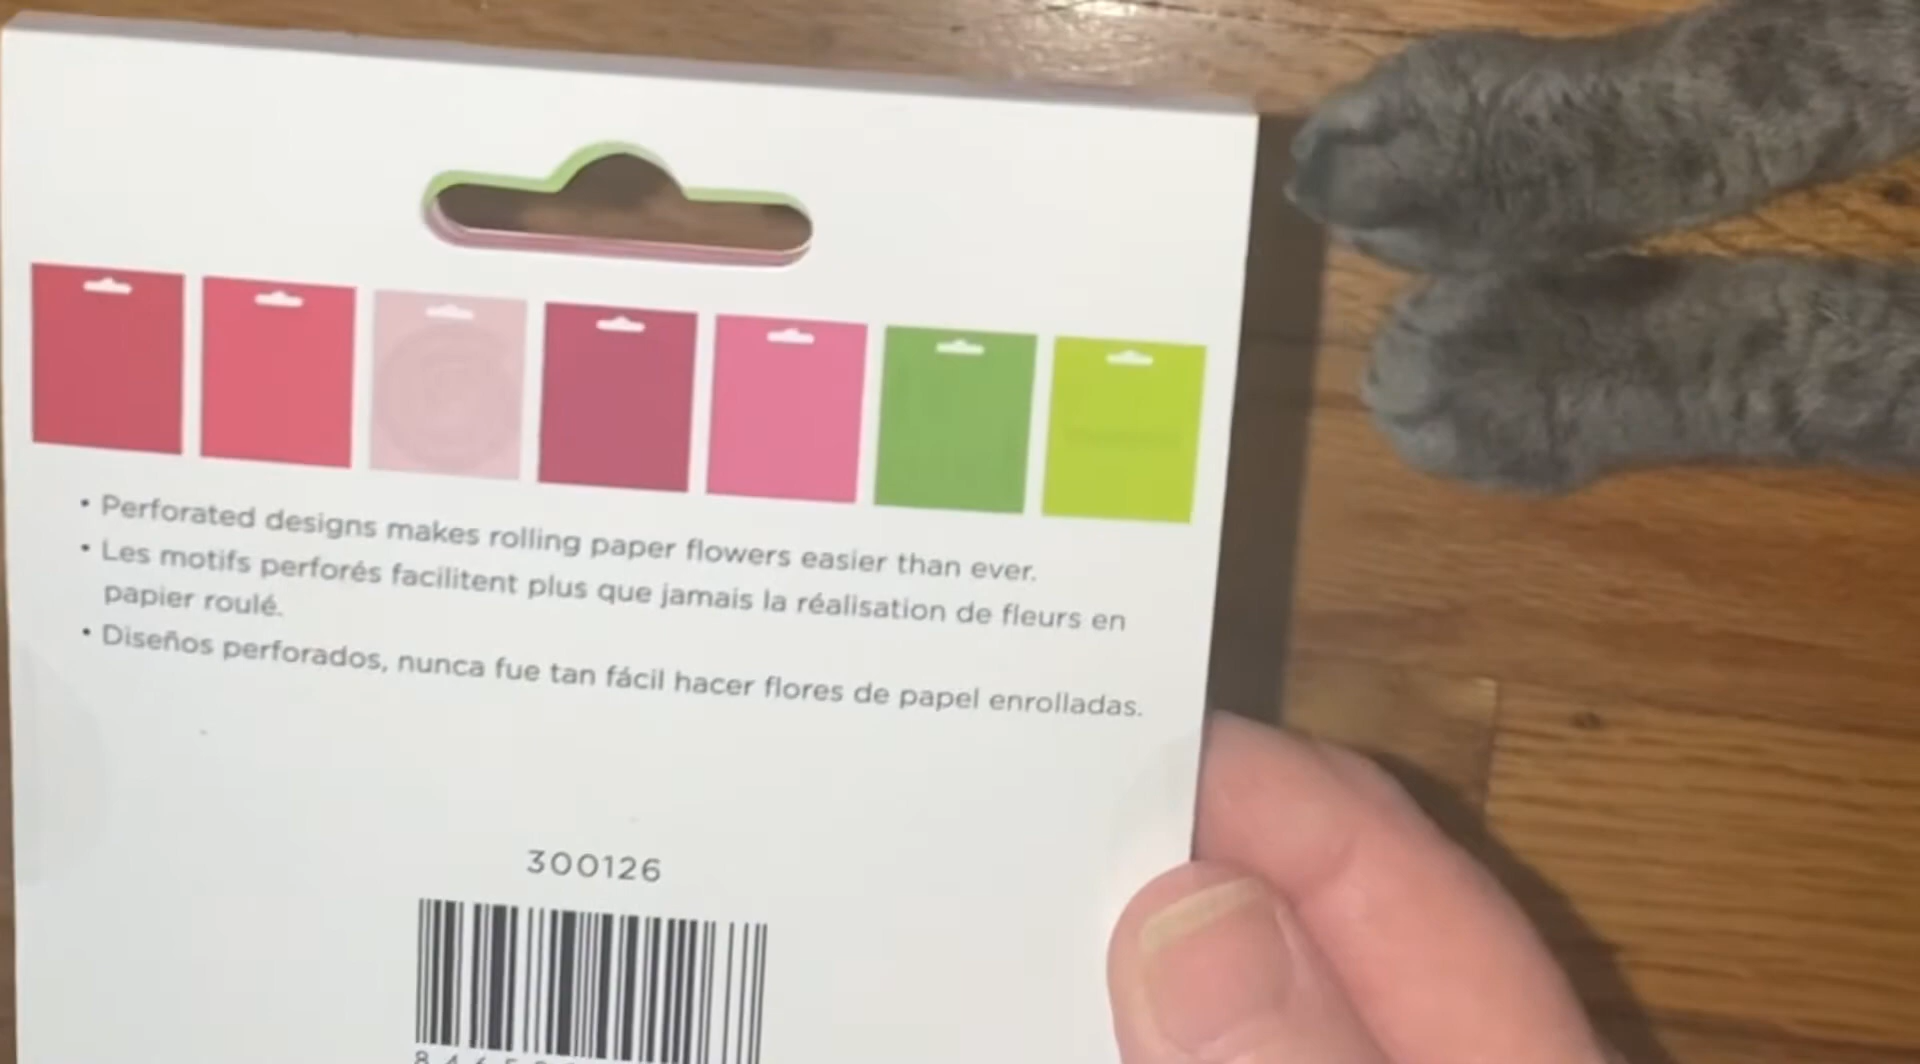 • Perforated designs makes rolling paper flowers easier than ever.
• Les motifs perforés facilitent plus que jamais la réalisation de fleurs en
papier roulé.
• Diseños perforados, nunca fue tan fácil hacer flores de papel enrolladas.
300126